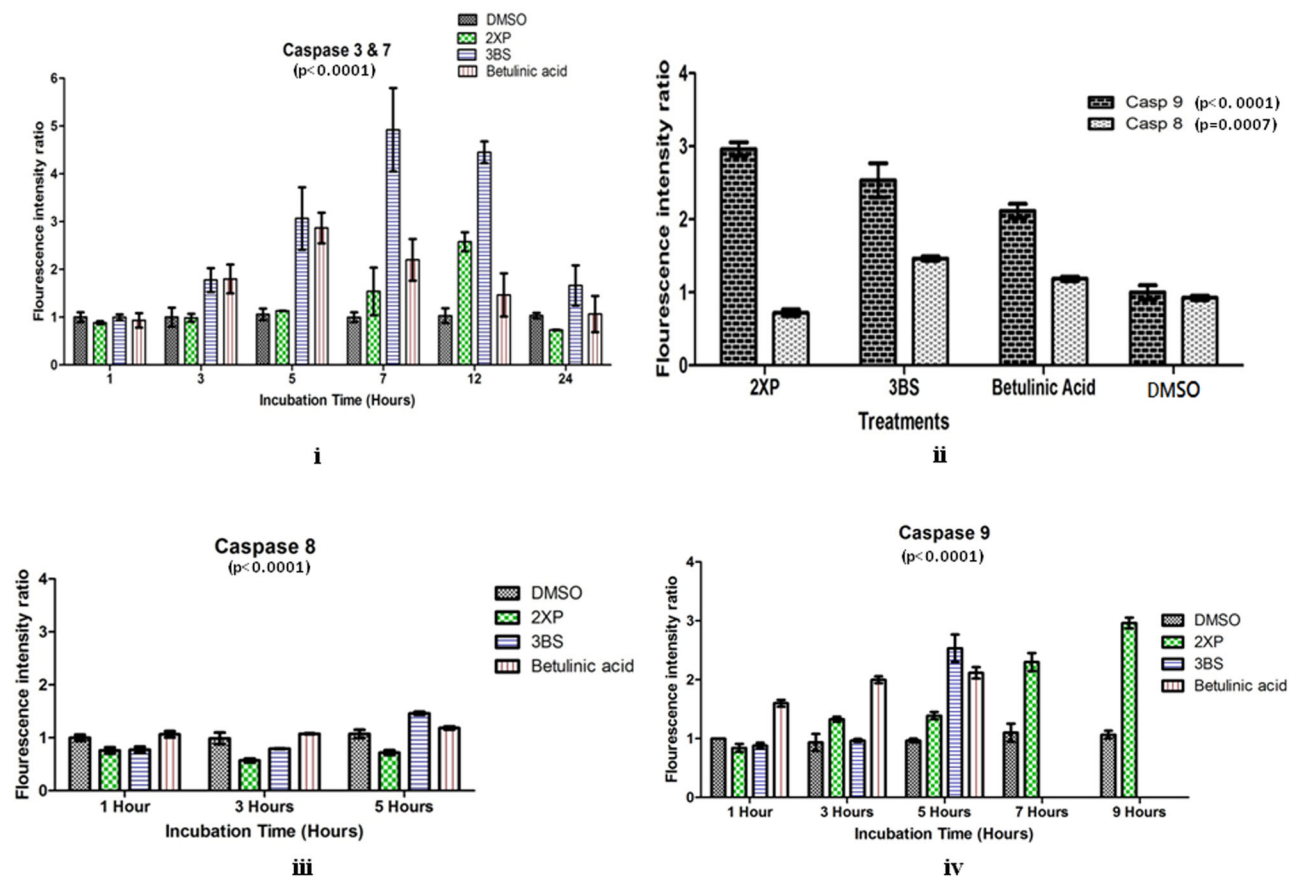 DMSO
2XP
3BS
Betulinic acid
Caspase 3 & 7
(p<0.0001)
Flourescence intensity ratio
6
5
4
3
2
1
0
1 3 5 7 12 24
Incubation Time (Hours)
i
Flourescence intensity ratio
4
3
2
1
0
Casp 9 (p<0.0001)
Casp 8 (p=0.0007)
2XP 3BS Betulinic Acid DMSO
Treatments
ii
Caspase 8
(p<0.0001)
Flourescence intensity ratio
4
3
2
1
0
DMSO
2XP
3BS
Betulinic acid
1 Hour 3 Hours 5 Hours
Incubation Time (Hours)
iii
Caspase 9
(p<0.0001)
Flourescence intensity ratio
4
3
2
1
0
DMSO
2XP
3BS
Betulinic acid
1 Hour 3 Hours 5 Hours 7 Hours 9 Hours
Incubation Time (Hours)
iv